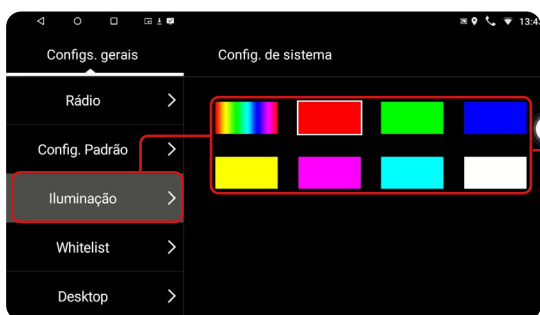 13:4
Configs. gerais
Config. de sistema
Rádio
Config. Padrão
Iluminação
Whitelist
Desktop